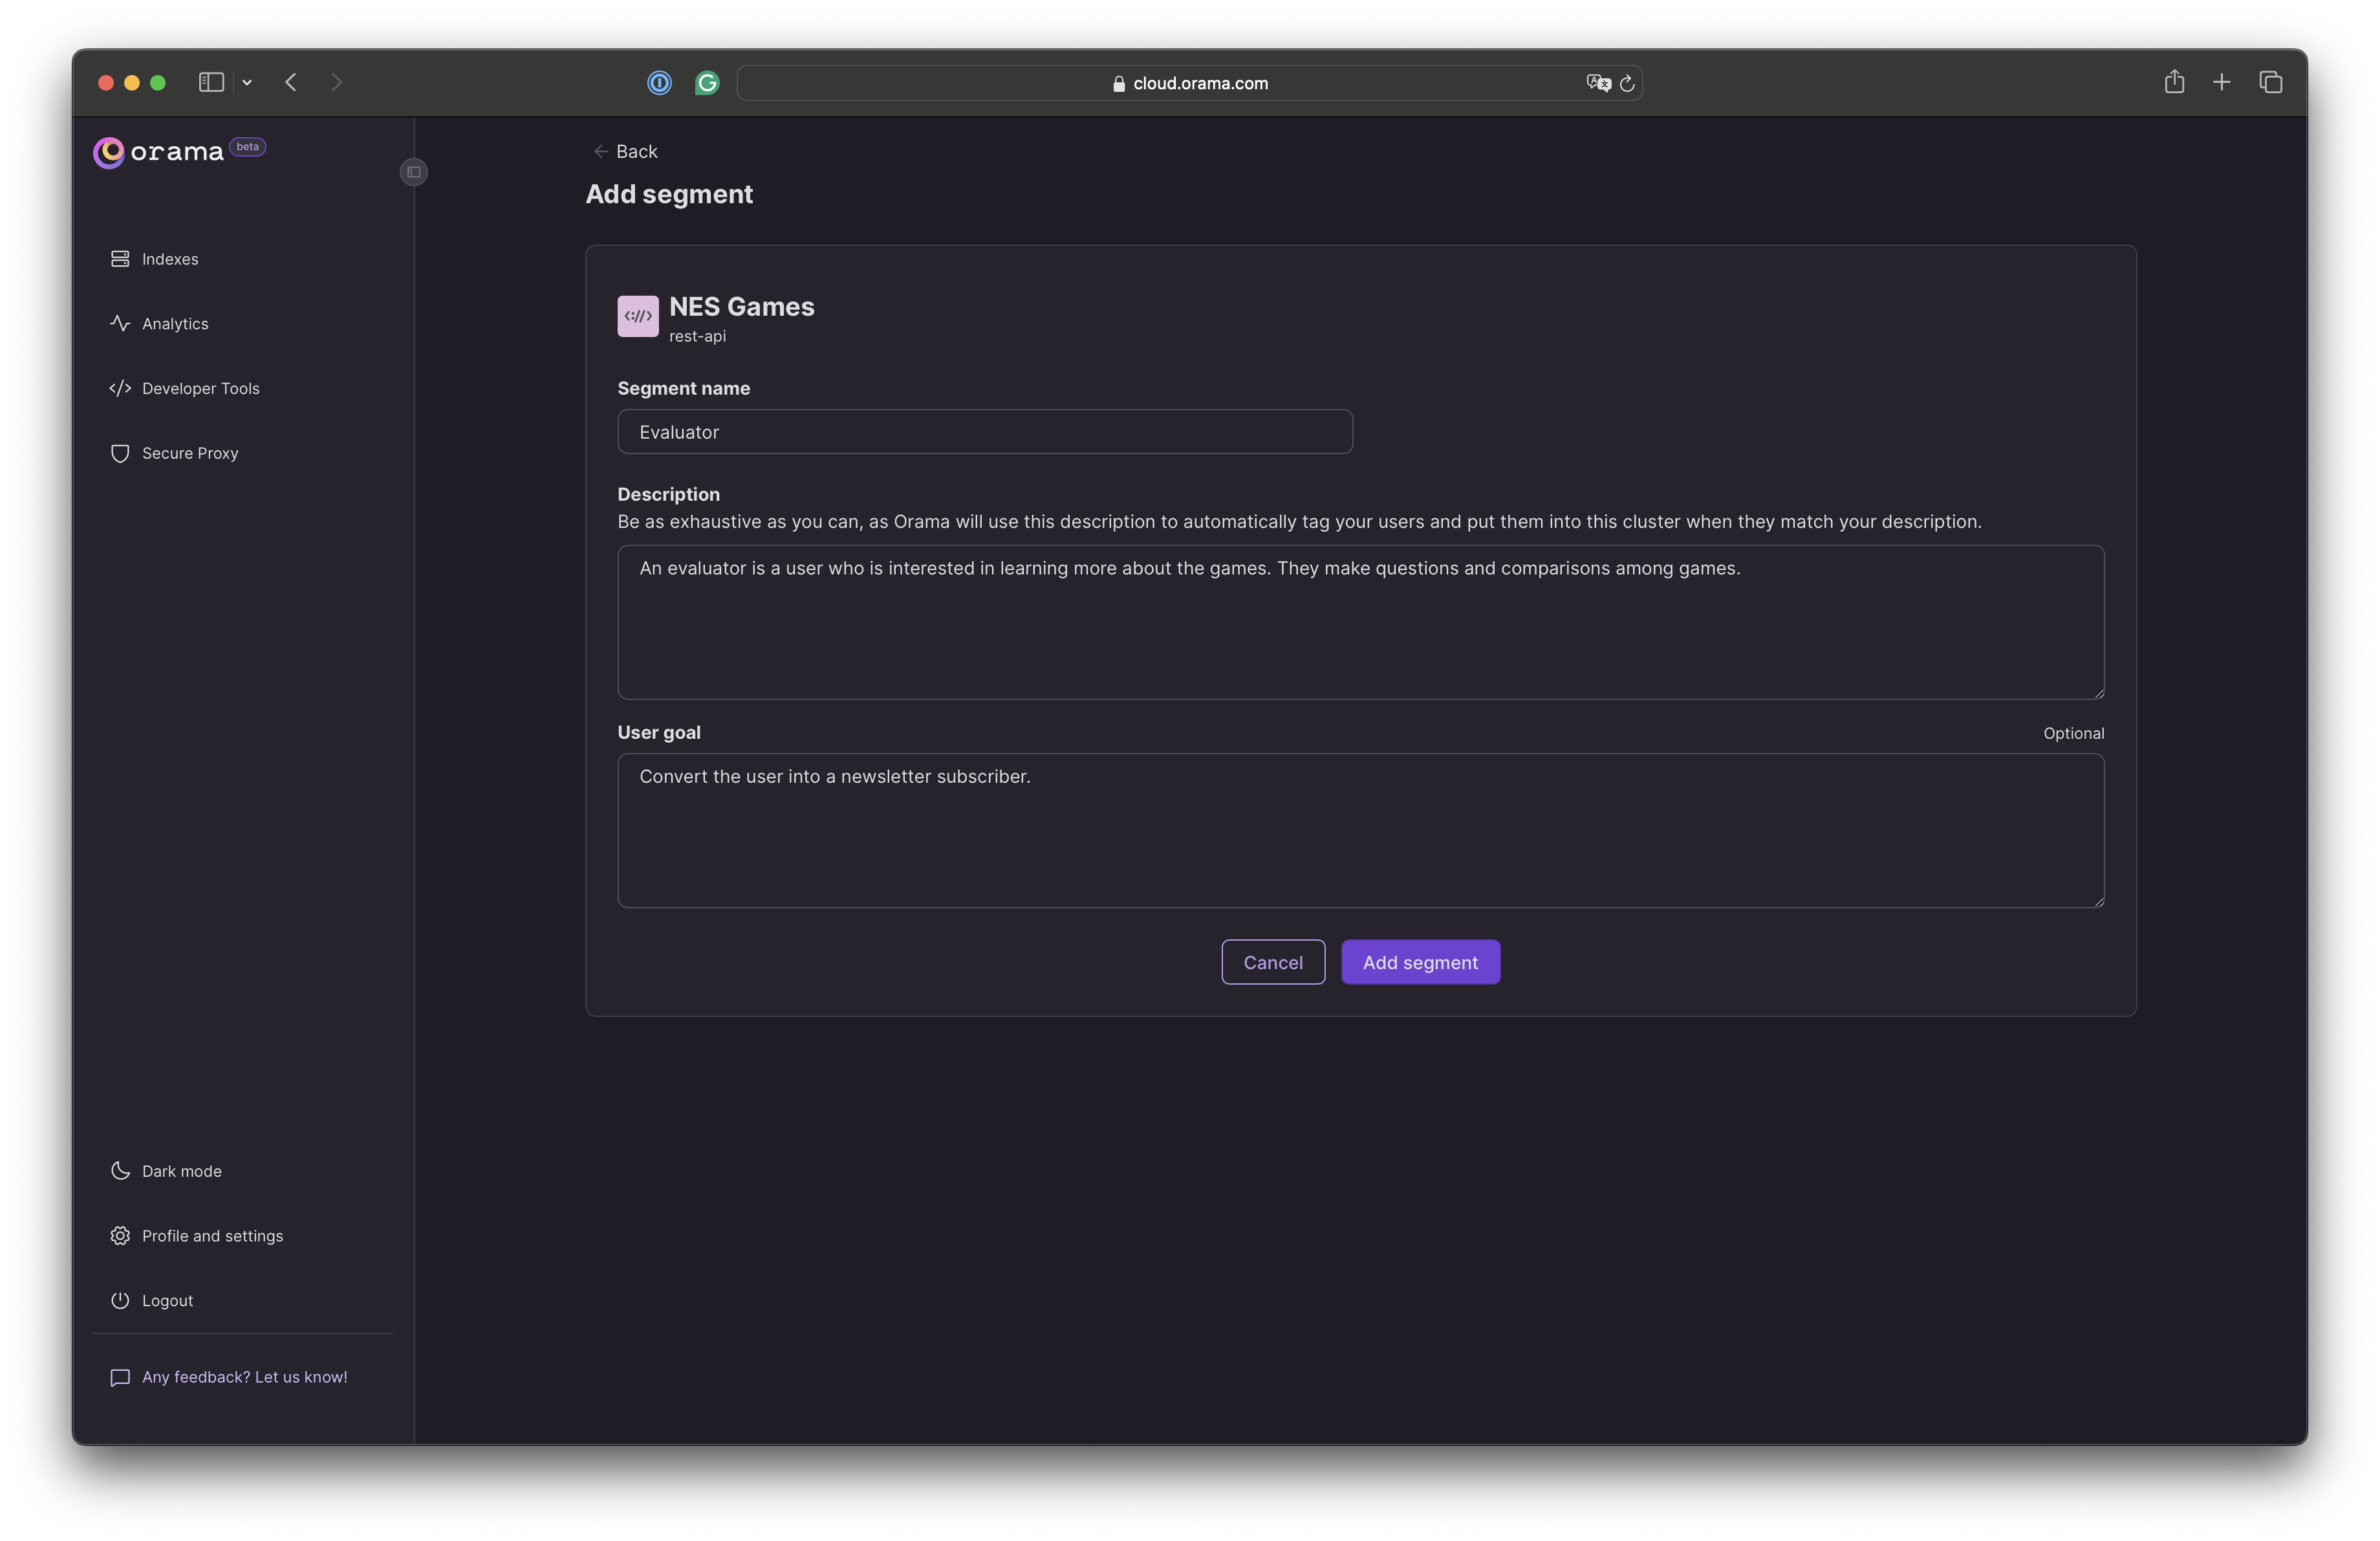 cloud.orama.com
orama beta
Indexes
Analytics
Developer Tools
Secure Proxy
Dark mode
Profile and settings
Logout
Any feedback? Let us know!
Back
Add segment
<://>
NES Games
rest-api
Segment name
Evaluator
Description
Be as exhaustive as you can, as Orama will use this description to automatically tag your users and put them into this cluster when they match your description.
An evaluator is a user who is interested in learning more about the games. They make questions and comparisons among games.
User goal
Optional
Convert the user into a newsletter subscriber.
Cancel
Add segment